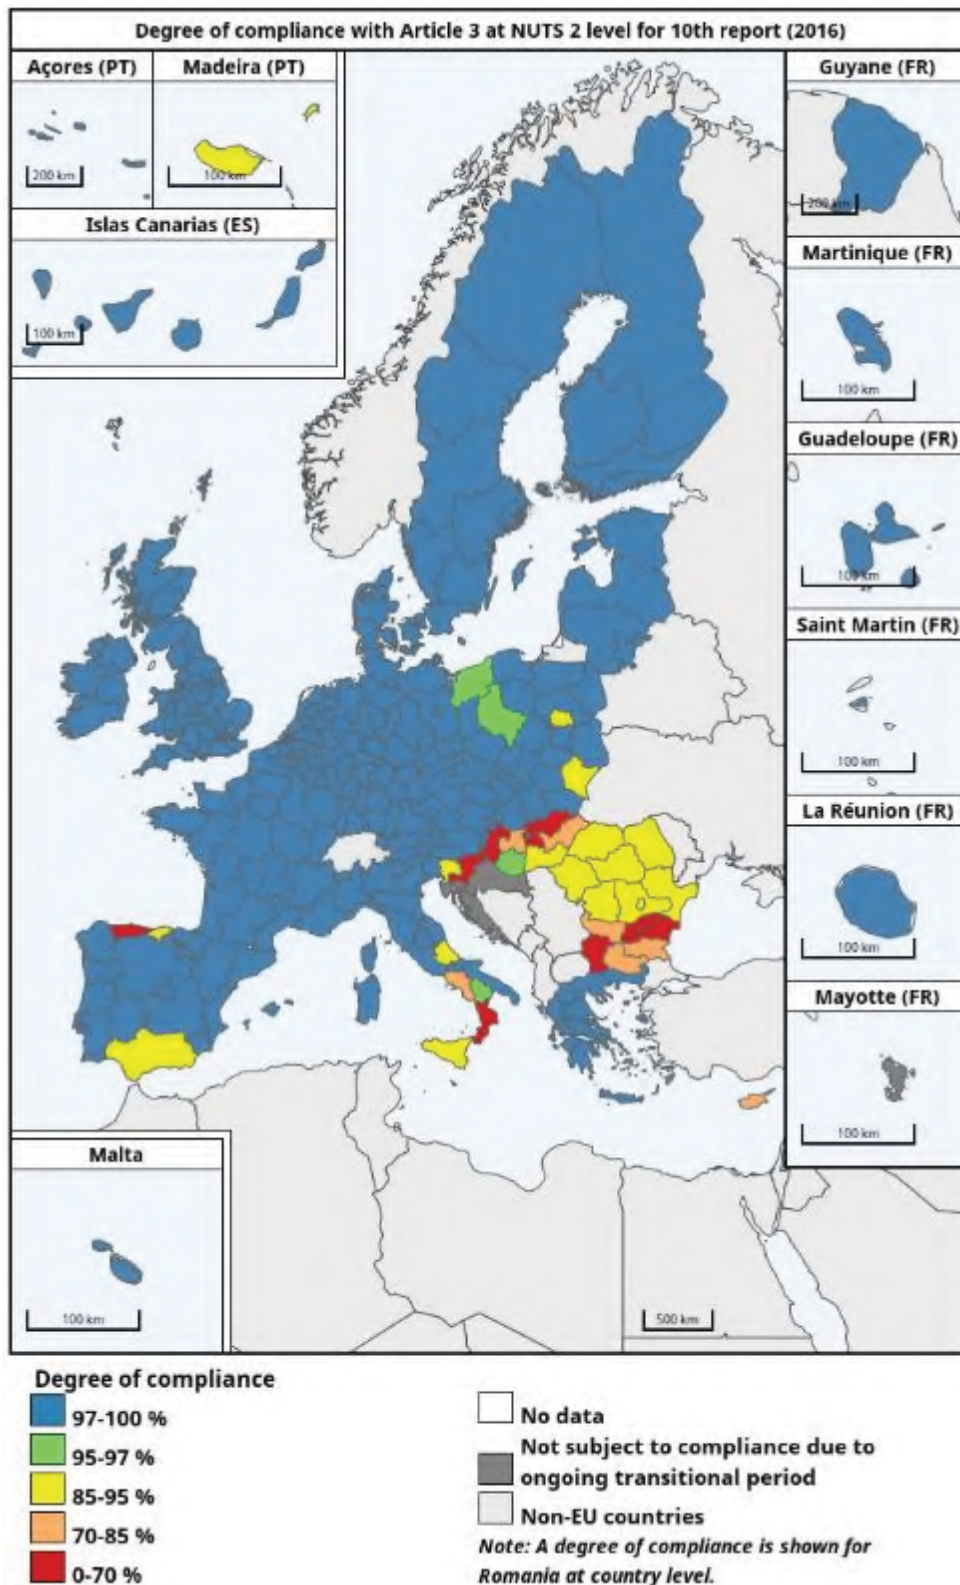 Degree of compliance with Article 3 at NUTS 2 level for 10th report (2016)
Açores (PT)
200 km
Madeira (PT)
100 km
Islas Canarias (ES)
100 km
Guyane (FR)
200 km
Martinique (FR)
100 km
Guadeloupe (FR)
100 km
Saint Martin (FR)
100 km
La Réunion (FR)
100 km
Mayotte (FR)
100 km
Malta
100 km
500 km
Degree of compliance
97-100 %
95-97 %
85-95 %
70-85 %
0-70 %
No data
Not subject to compliance due to
ongoing transitional period
Non-EU countries
Note: A degree of compliance is shown for
Romania at country level.